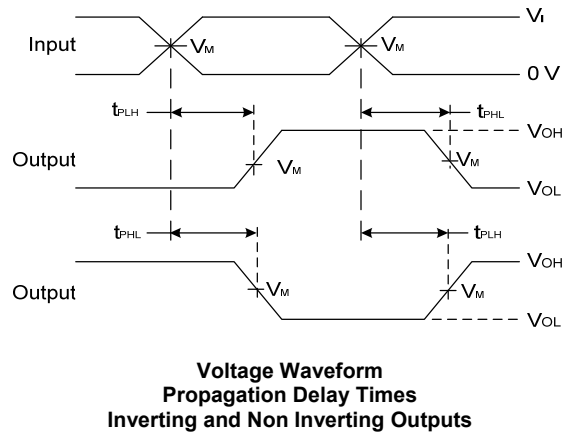 VI
Input
VM
VM
0 V
tPLH
tPHL
VOH
Output
VM
VM
VOL
tPHL
tPLH
VOH
Output
VM
VM
VOL
Voltage Waveform
Propagation Delay Times
Inverting and Non Inverting Outputs